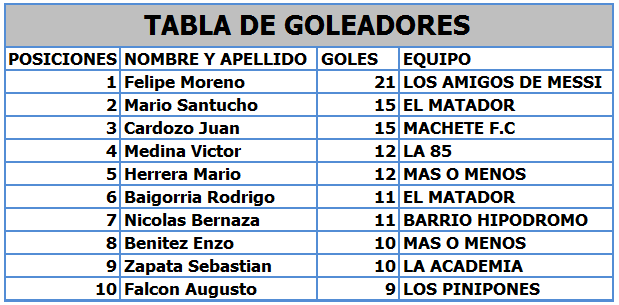 TABLA DE GOLEADORES
POSICIONES NOMBRE Y APELLIDO GOLES EQUIPO
1 Felipe Moreno 21 LOS AMIGOS DE MESSI
2 Mario Santucho 15 EL MATADOR
3 Cardozo Juan 15 MACHETE F.C
4 Medina Victor 12 LA 85
5 Herrera Mario 12 MAS O MENOS
6 Baigorria Rodrigo 11 EL MATADOR
7 Nicolas Bernaza 11 BARRIO HIPODROMO
8 Benitez Enzo 10 MAS O MENOS
9 Zapata Sebastian 10 LA ACADEMIA
10 Falcon Augusto 9 LOS PINIPONES